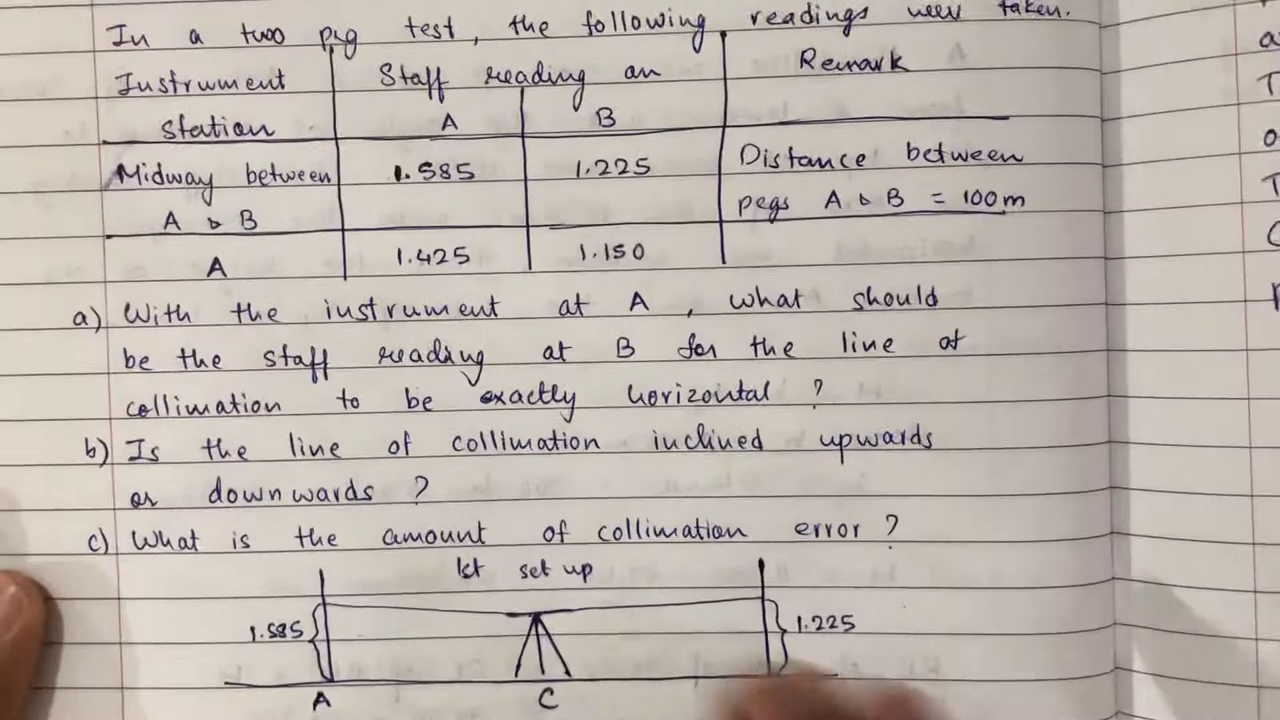 In a two peg test, the following readings were taken.
Instrument Staff reading on Remark
station A B
Midway between 1.585 1.225 Distance between
A & B pegs A & B = 100m
A 1.425 1.150
a) With the instrument at A, what should
be the staff reading at B for the line of
collimation to be exactly horizontal ?
b) Is the line of collimation inclined upwards
or downwards ?
c) What is the amount of collimation error ?
1st set up
1.585 1.225
A C